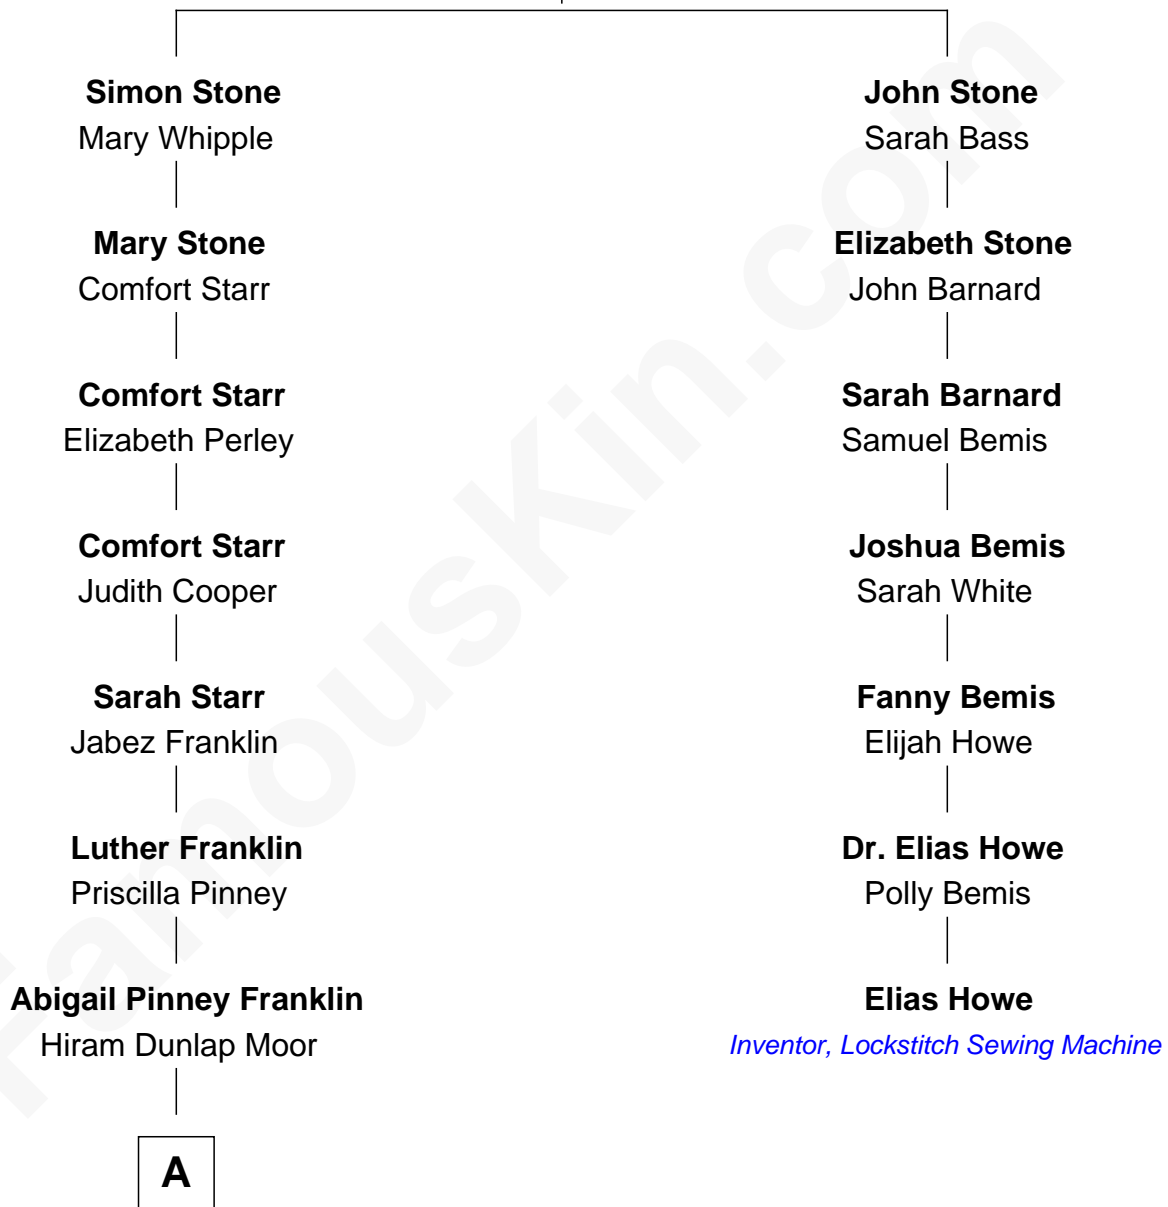 Simon Stone
Mary Whipple
Mary Stone
Comfort Starr
Comfort Starr
Elizabeth Perley
Comfort Starr
Judith Cooper
Sarah Starr
Jabez Franklin
Luther Franklin
Priscilla Pinney
Abigail Pinney Franklin
Hiram Dunlap Moor
A
John Stone
Sarah Bass
Elizabeth Stone
John Barnard
Sarah Barnard
Samuel Bemis
Joshua Bemis
Sarah White
Fanny Bemis
Elijah Howe
Dr. Elias Howe
Polly Bemis
Elias Howe
Inventor, Lockstitch Sewing Machine
FamousKin.com